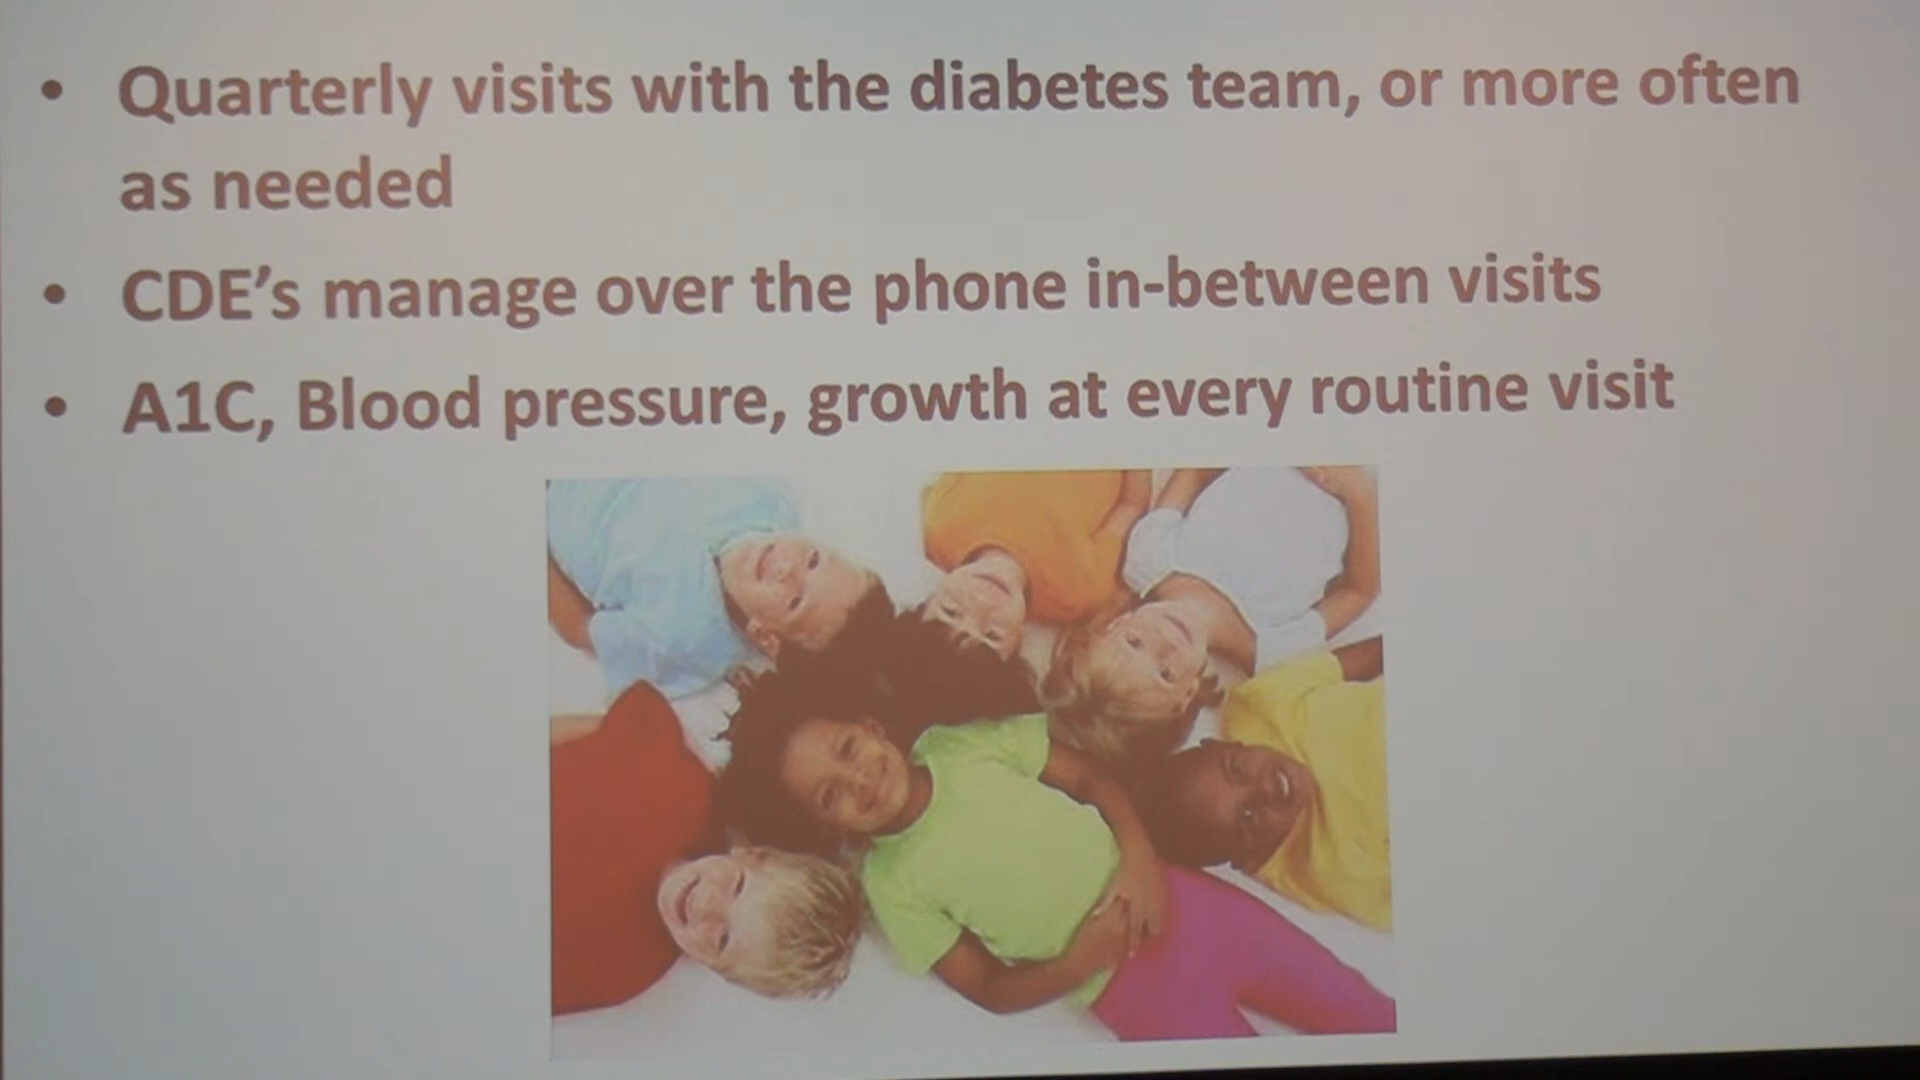 • Quarterly visits with the diabetes team, or more often
as needed
• CDE’s manage over the phone in-between visits
• A1C, Blood pressure, growth at every routine visit